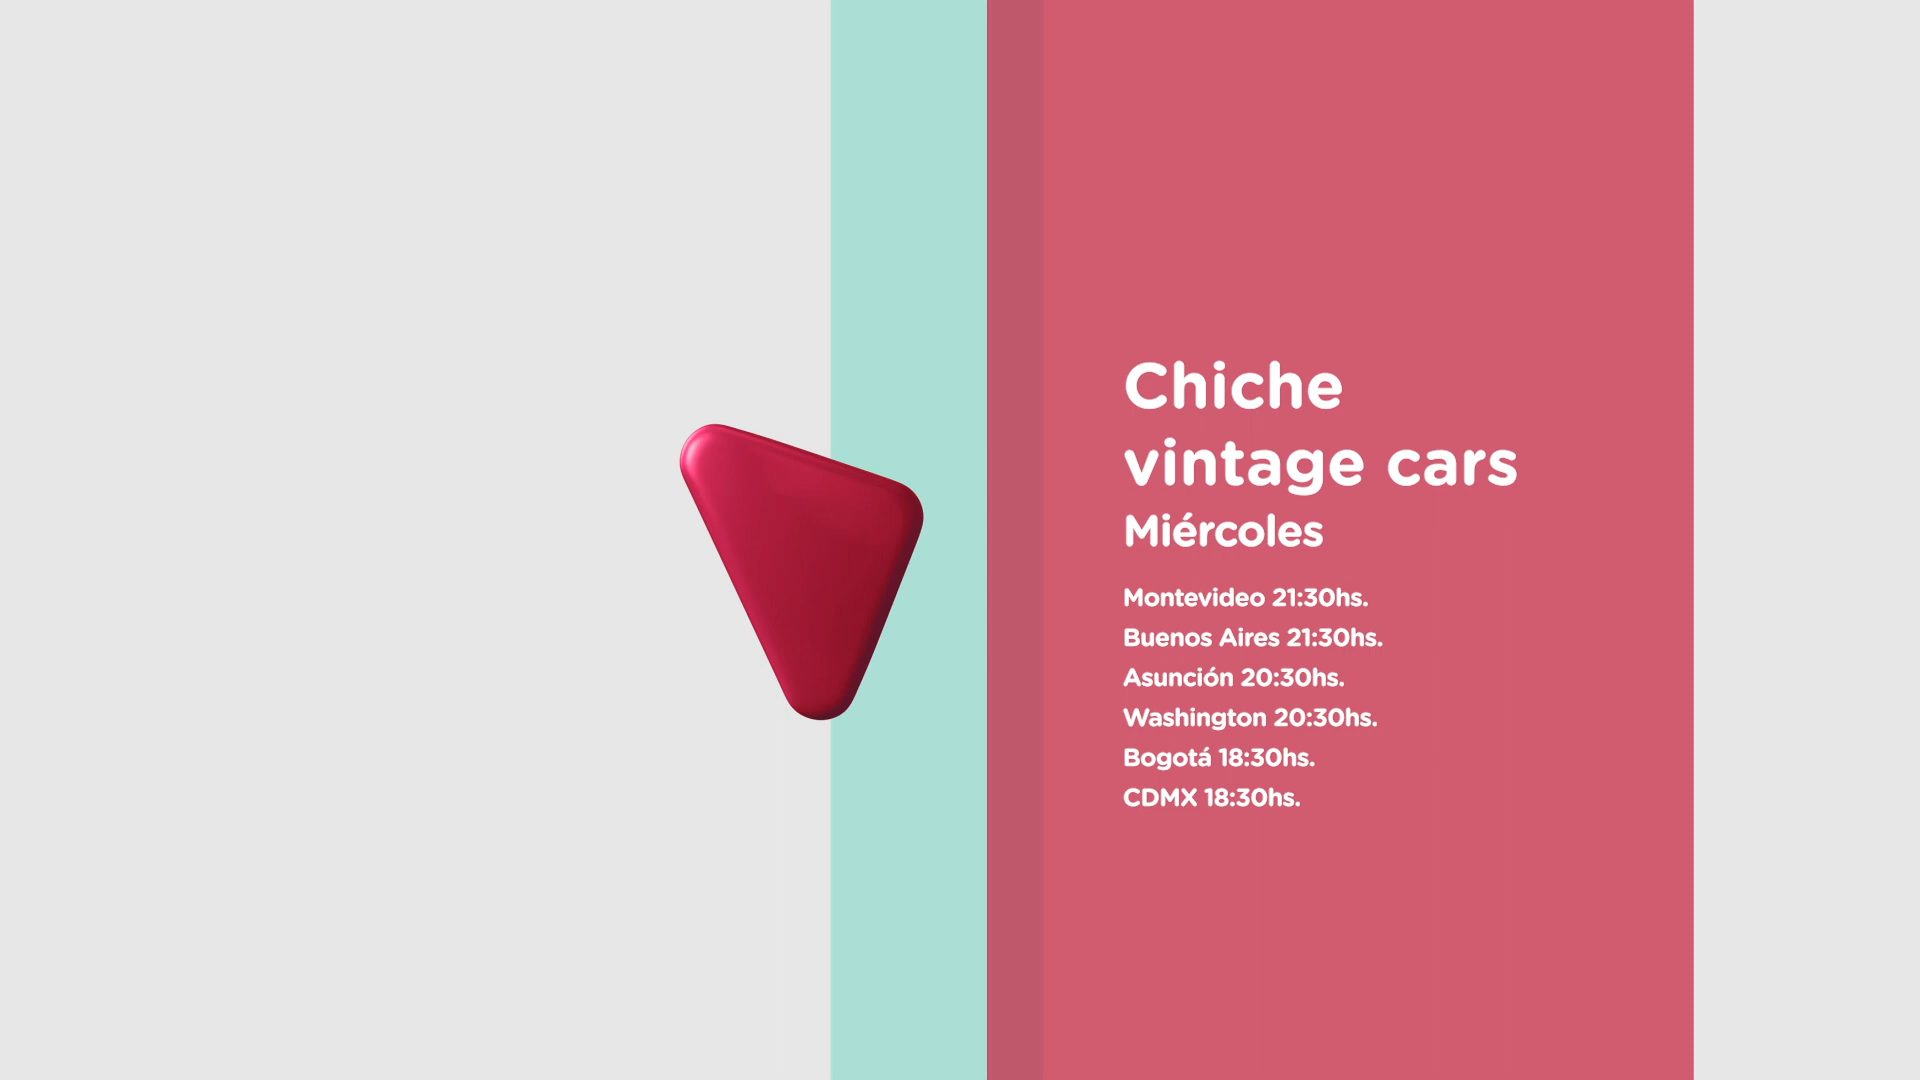 Chiche
vintage cars
Miércoles
Montevideo 21:30hs.
Buenos Aires 21:30hs.
Asunción 20:30hs.
Washington 20:30hs.
Bogotá 18:30hs.
CDMX 18:30hs.